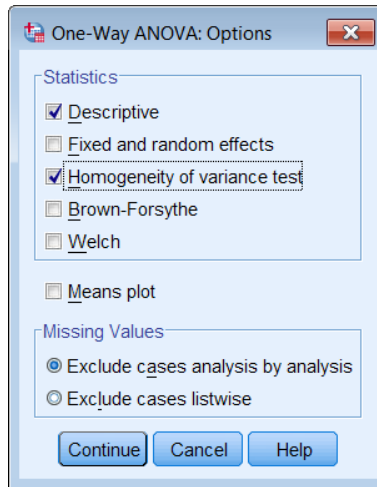 One-Way ANOVA: Options
Statistics
Descriptive
Fixed and random effects
Homogeneity of variance test
Brown-Forsythe
Welch
Means plot
Missing Values
Exclude cases analysis by analysis
Exclude cases listwise
Continue Cancel Help